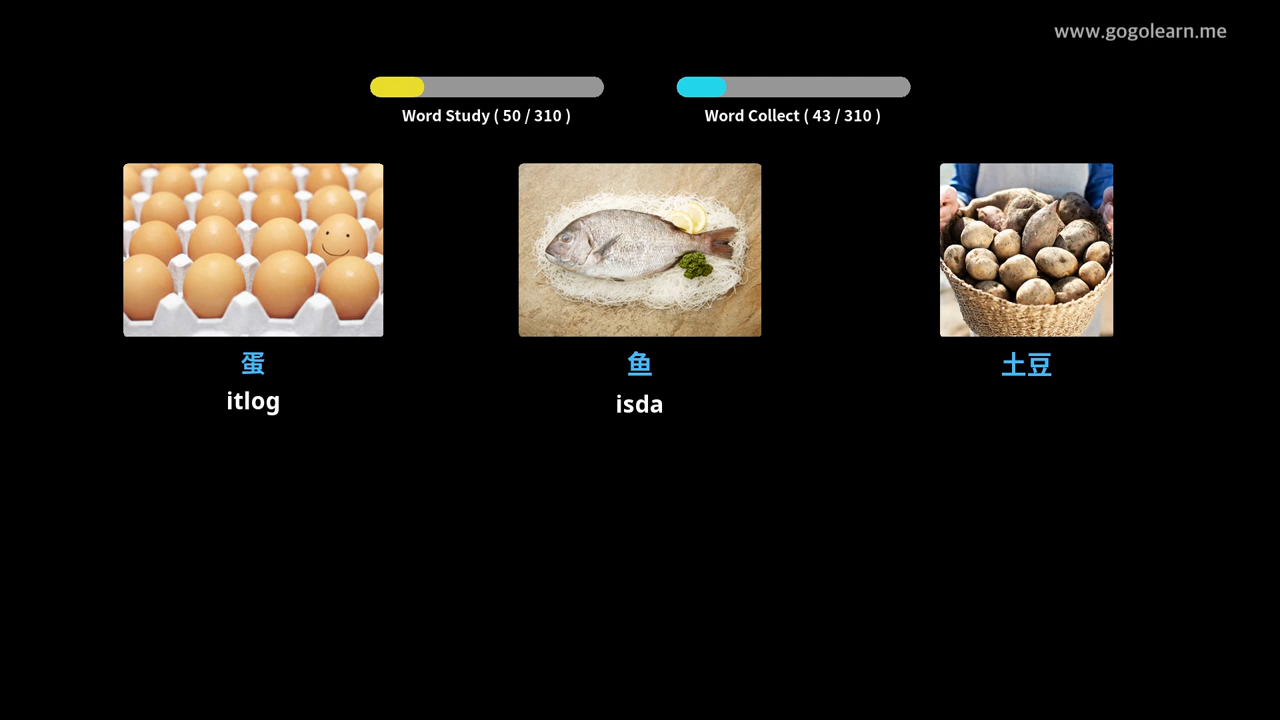 www.gogolearn.me
Word Study ( 50 / 310 )
Word Collect ( 43 / 310 )
蛋
itlog
鱼
isda
土豆